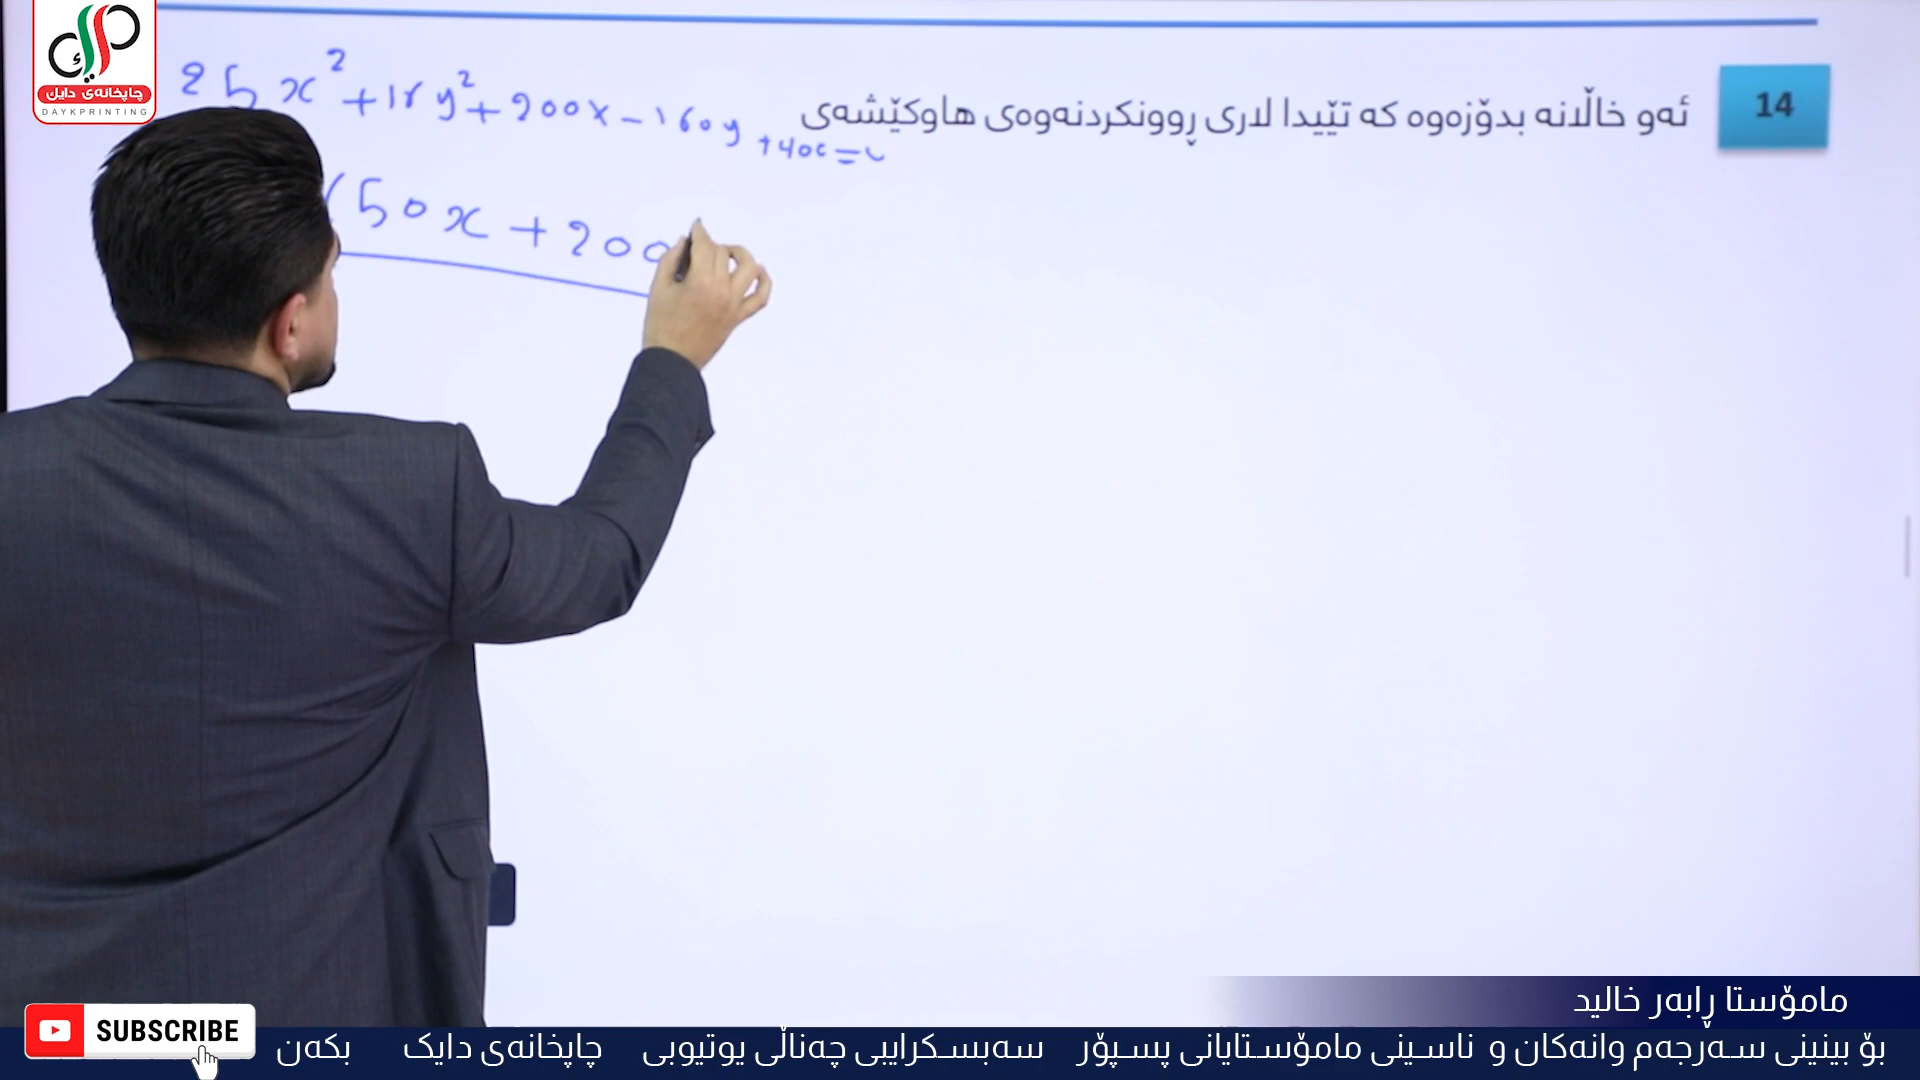 چاپخانەی دایك
DAYKPRINTING
14
ئەو خاڵانە بدۆزەوە کە تێیدا لاری ڕوونکردنەوەی هاوکێشەی
25x² + 16y² + 200x - 160y + 400 = 0
(50x + 200
مامۆستا ڕابەر خالید
SUBSCRIBE
بۆ بینینی سەرجەم وانەکان و ناسینی مامۆستایانی پسپۆر سەبسکرایبی چەناڵی یوتیوبی چاپخانەی دایک بکەن